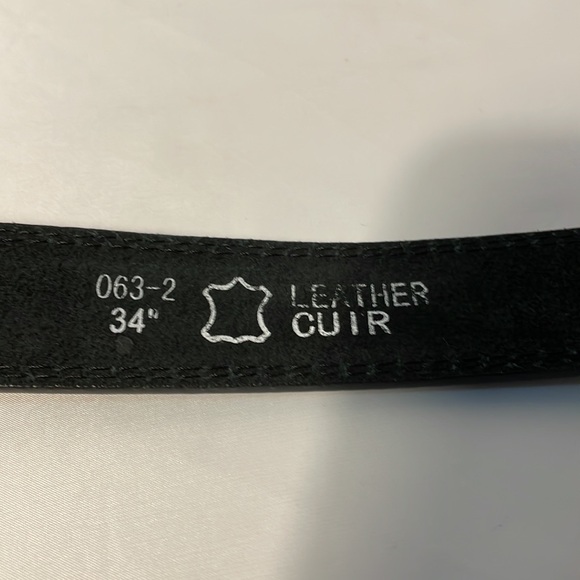 063-2
34"
LEATHER
CUIR